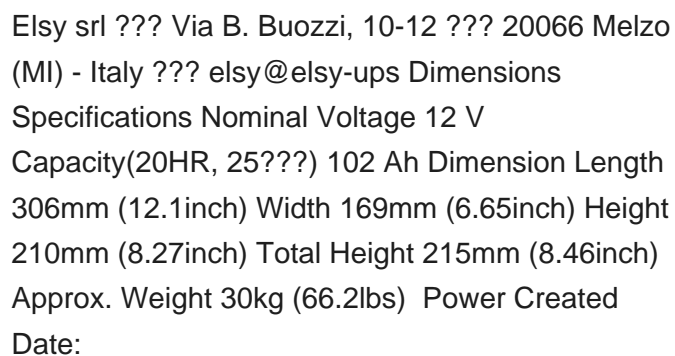 Elsy srl ??? Via B. Buozzi, 10-12 ??? 20066 Melzo
(MI) - Italy ??? elsy@elsy-ups Dimensions
Specifications Nominal Voltage 12 V
Capacity(20HR, 25???) 102 Ah Dimension Length
306mm (12.1inch) Width 169mm (6.65inch) Height
210mm (8.27inch) Total Height 215mm (8.46inch)
Approx. Weight 30kg (66.2lbs)  Power Created
Date: